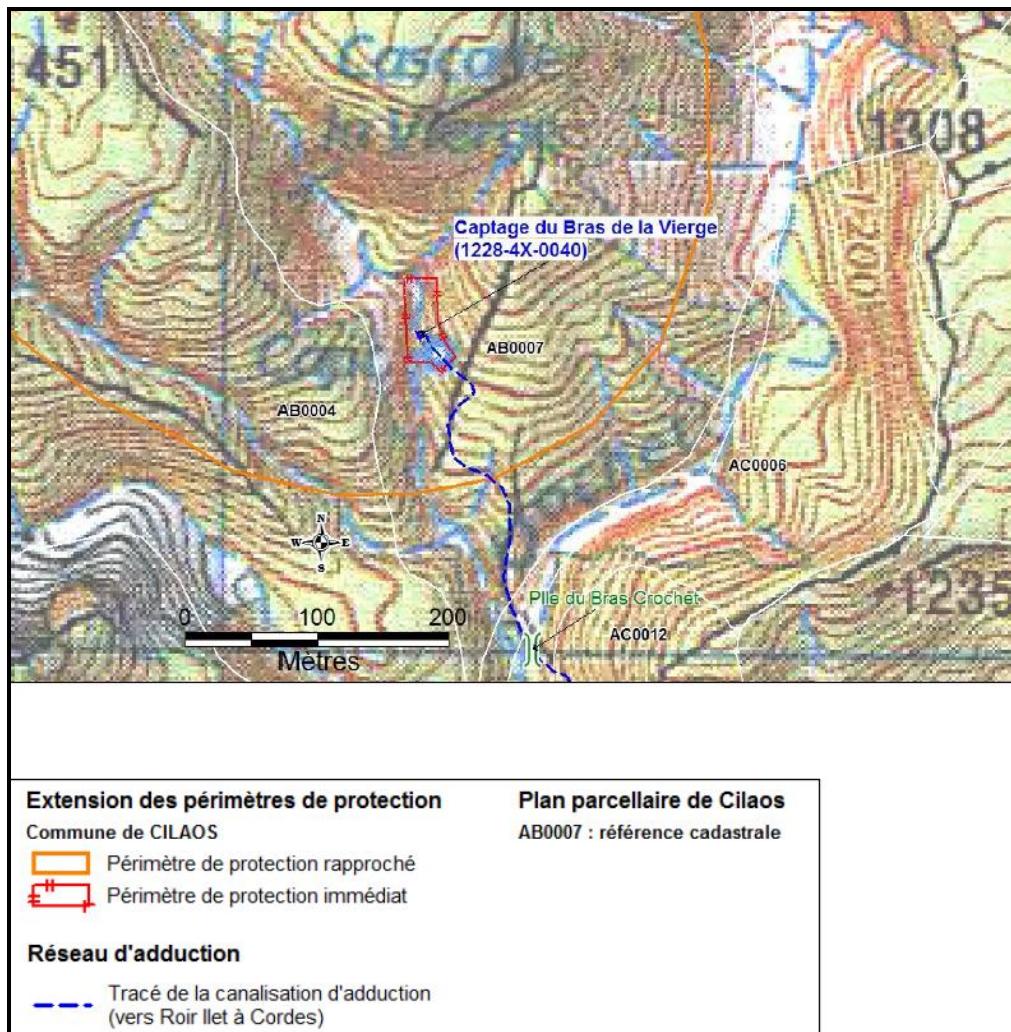 451
Cascade
la Vierge
1308
Captage du Bras de la Vierge
(1228-4X-0040)
1200
AB0007
AB0004
AC0006
N
W E
S
1235
Pile du Bras Crochet
0 100 200
AC0012
Mètres
Extension des périmètres de protection
Commune de CILAOS
Périmètre de protection rapproché
Périmètre de protection immédiat
Réseau d'adduction
Tracé de la canalisation d'adduction
(vers Roir Ilet à Cordes)
Plan parcellaire de Cilaos
AB0007 : référence cadastrale